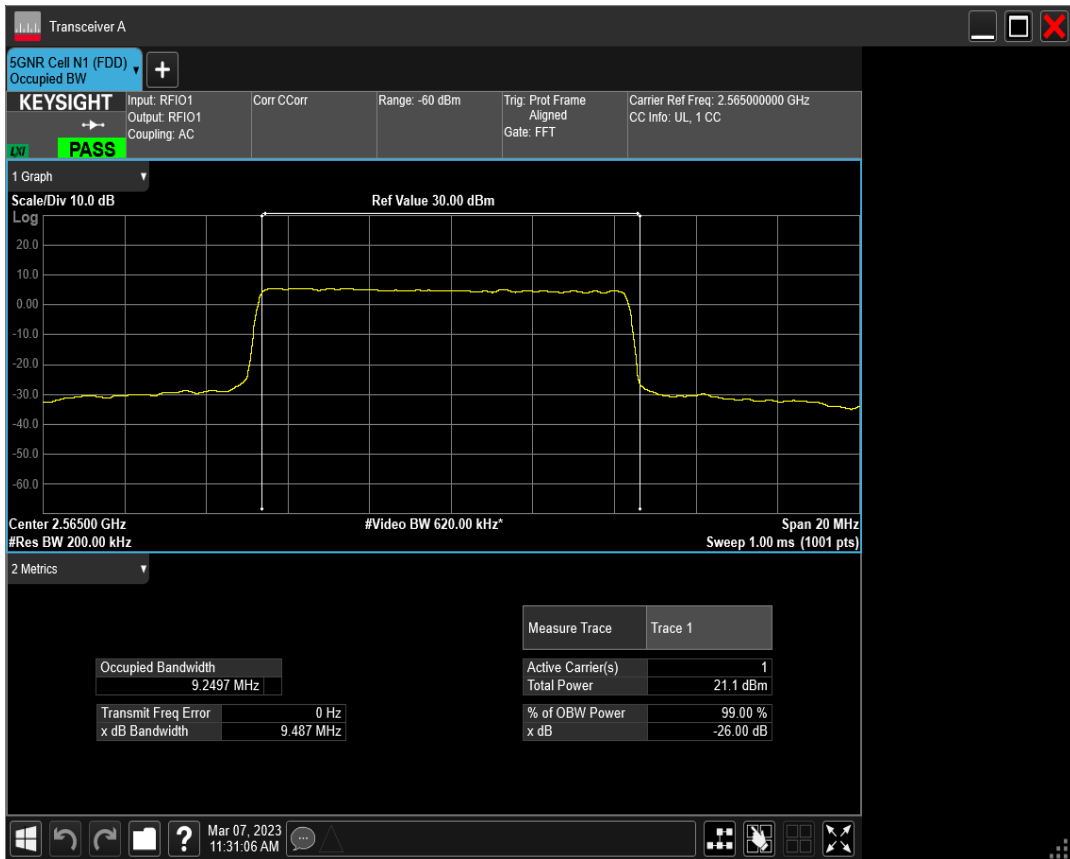 Transceiver A
5GNR Cell N1 (FDD)
Occupied BW
KEYSIGHT
LXI
PASS
Input: RFIO1
Output: RFIO1
Coupling: AC
Corr CCorr
Range: -60 dBm
Trig: Prot Frame
Aligned
Gate: FFT
Carrier Ref Freq: 2.565000000 GHz
CC Info: UL, 1 CC
1 Graph
Scale/Div 10.0 dB
Ref Value 30.00 dBm
Log
20.0
10.0
0.00
-10.0
-20.0
-30.0
-40.0
-50.0
-60.0
Center 2.56500 GHz
#Video BW 620.00 kHz*
Span 20 MHz
#Res BW 200.00 kHz
Sweep 1.00 ms (1001 pts)
2 Metrics
Measure Trace Trace 1
Occupied Bandwidth
9.2497 MHz
Active Carrier(s) 1
Total Power 21.1 dBm
Transmit Freq Error 0 Hz
x dB Bandwidth 9.487 MHz
% of OBW Power 99.00 %
x dB -26.00 dB
Mar 07, 2023
11:31:06 AM